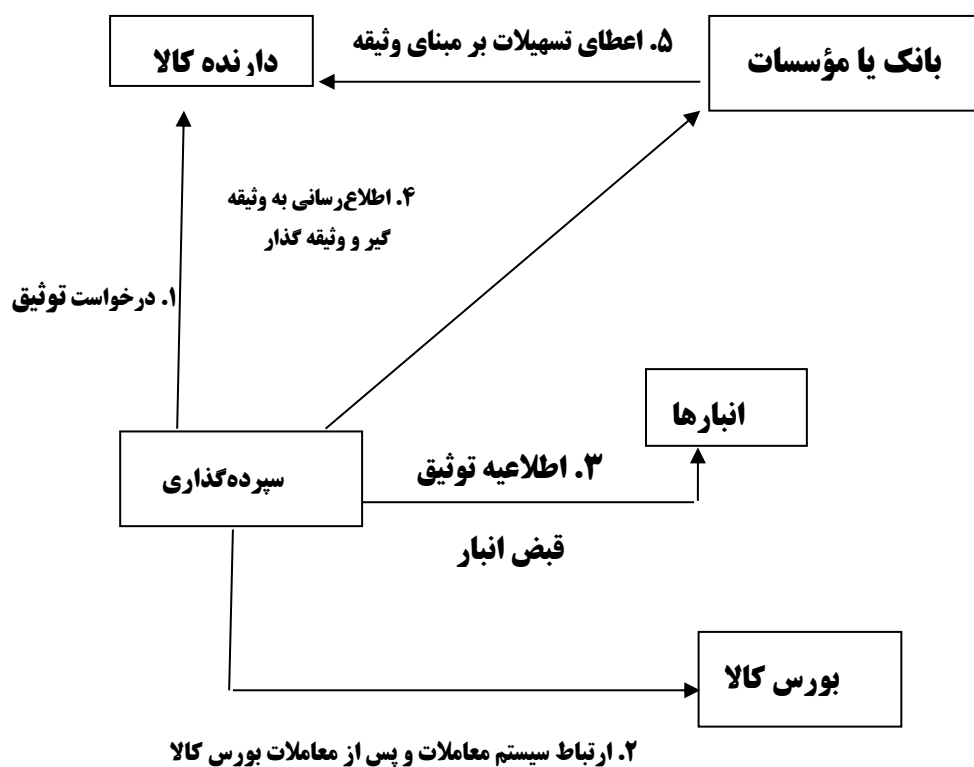 ۵. اعطای تسهیلات بر مبنای وثیقه
بانک یا مؤسسات
دارنده کالا
۴. اطلاع‌رسانی به وثیقه
گیر و وثیقه گذار
۱. درخواست توثیق
انبارها
سپرده‌گذاری
۳. اطلاعیه توثیق
قبض انبار
بورس کالا
۲. ارتباط سیستم معاملات و پس از معاملات بورس کالا